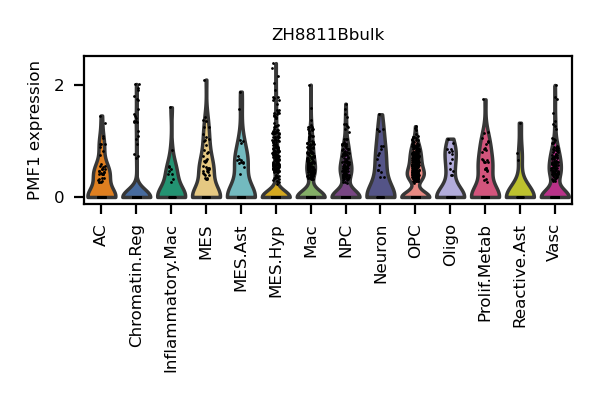 ZH8811Bbulk
PMF1 expression
2
0
AC
Chromatin.Reg
Inflammatory.Mac
MES
MES.Ast
MES.Hyp
Mac
NPC
Neuron
OPC
Oligo
Prolif.Metab
Reactive.Ast
Vasc